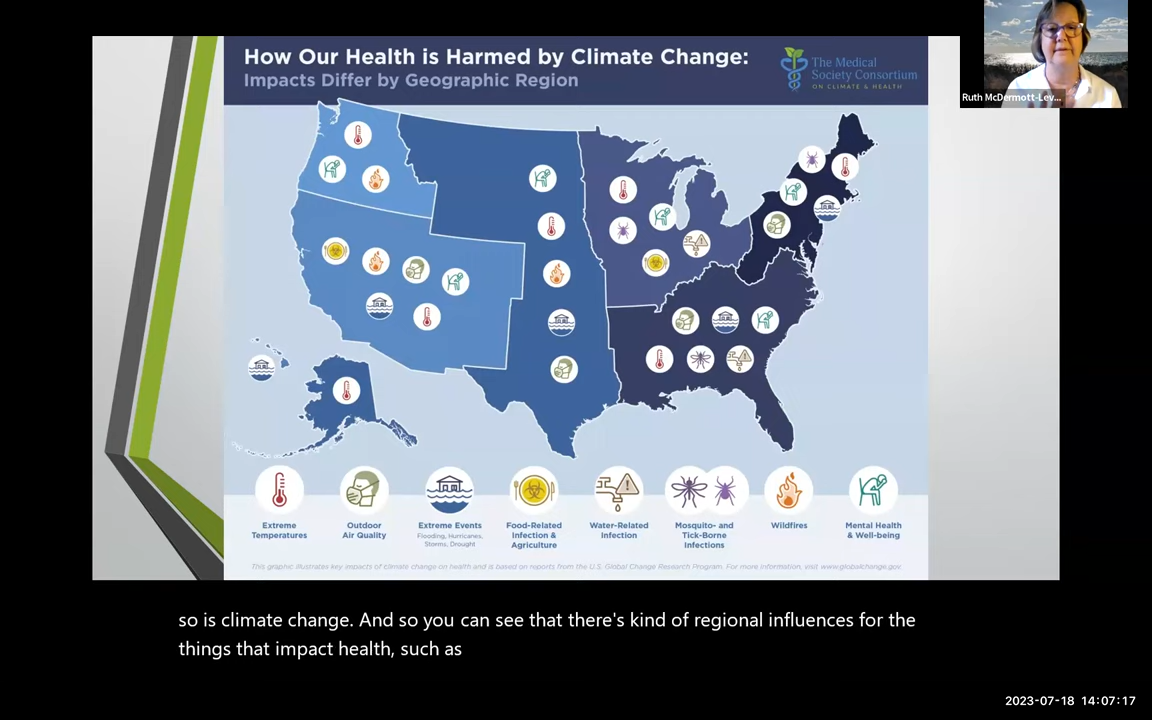 How Our Health is Harmed by Climate Change:
Impacts Differ by Geographic Region
The Medical
Society Consortium
ON CLIMATE & HEALTH
Ruth McDermott-Lev...
Extreme
Temperatures
Outdoor
Air Quality
Extreme Events
Flooding, Hurricanes,
Storms, Drought
Food-Related
Infection &
Agriculture
Water-Related
Infection
Mosquito- and
Tick-Borne
Infections
Wildfires
Mental Health
& Well-being
This graphic illustrates key impacts of climate change on health and is based on reports from the U.S. Global Change Research Program. For more information, visit www.globalchange.gov.
so is climate change. And so you can see that there's kind of regional influences for the
things that impact health, such as
2023-07-18 14:07:17